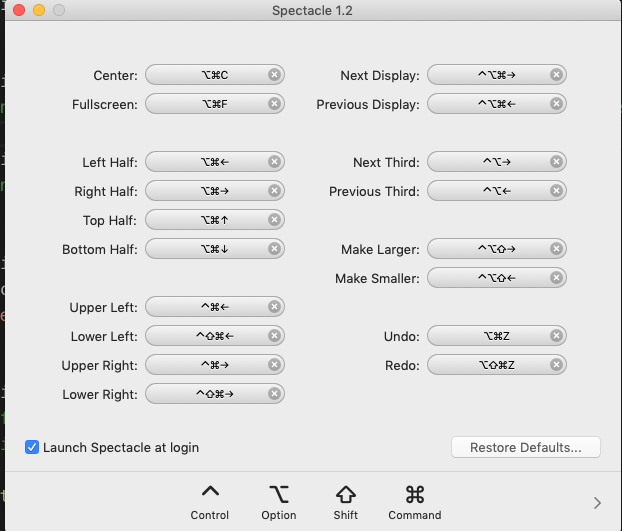 Spectacle 1.2
Center: ⌥⌘C
Fullscreen: ⌥⌘F
Left Half: ⌥⌘←
Right Half: ⌥⌘→
Top Half: ⌥⌘↑
Bottom Half: ⌥⌘↓
Upper Left: ^⌘←
Lower Left: ^⇧⌘←
Upper Right: ^⌘→
Lower Right: ^⇧⌘→
Next Display: ^⌥⌘→
Previous Display: ^⌥⌘←
Next Third: ^⌥→
Previous Third: ^⌥←
Make Larger: ^⌥⇧→
Make Smaller: ^⌥⇧←
Undo: ⌥⌘Z
Redo: ⌥⇧⌘Z
Launch Spectacle at login
Restore Defaults...
^ ⌥ ⇧ ⌘
Control Option Shift Command